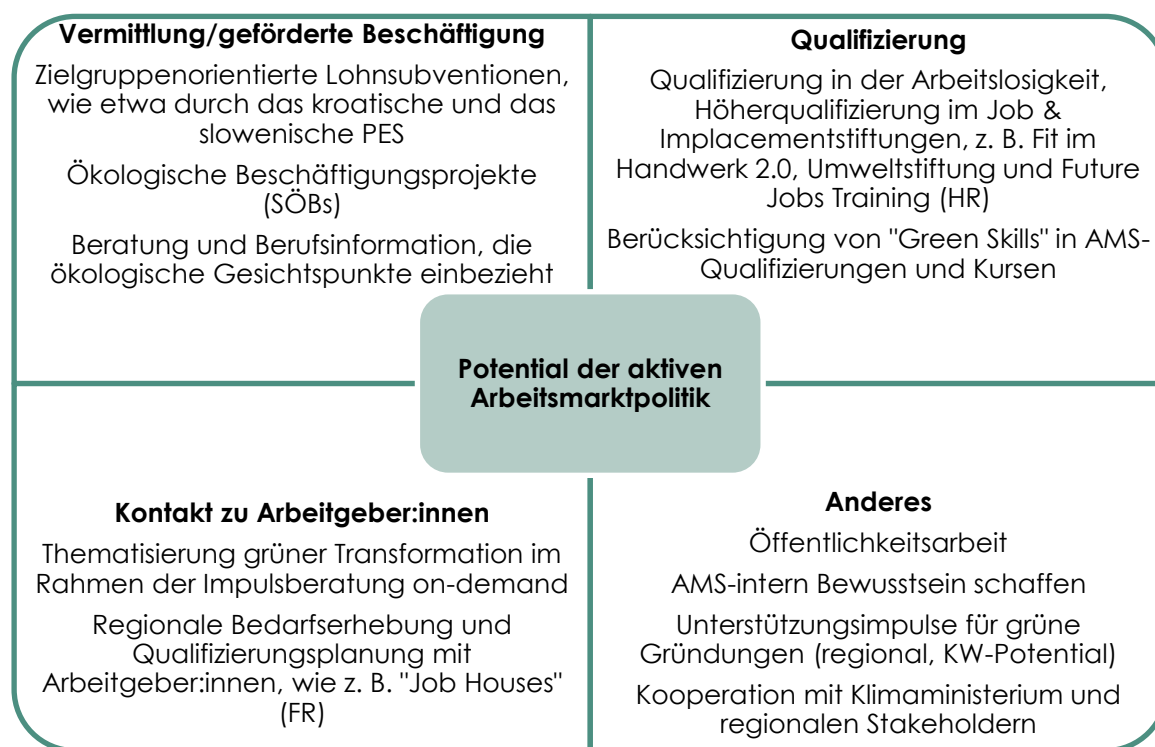 Vermittlung/geförderte Beschäftigung
Zielgruppenorientierte Lohnsubventionen,
wie etwa durch das kroatische und das
slowenische PES
Ökologische Beschäftigungsprojekte
(SÖBs)
Beratung und Berufsinformation, die
ökologische Gesichtspunkte einbezieht
Qualifizierung
Qualifizierung in der Arbeitslosigkeit,
Höherqualifizierung im Job &
Implacementstiftungen, z. B. Fit im
Handwerk 2.0, Umweltstiftung und Future
Jobs Training (HR)
Berücksichtigung von "Green Skills" in AMS-
Qualifizierungen und Kursen
Potential der aktiven
Arbeitsmarktpolitik
Kontakt zu Arbeitgeber:innen
Thematisierung grüner Transformation im
Rahmen der Impulsberatung on-demand
Regionale Bedarfserhebung und
Qualifizierungsplanung mit
Arbeitgeber:innen, wie z. B. "Job Houses"
(FR)
Anderes
Öffentlichkeitsarbeit
AMS-intern Bewusstsein schaffen
Unterstützungsimpulse für grüne
Gründungen (regional, KW-Potential)
Kooperation mit Klimaministerium und
regionalen Stakeholdern